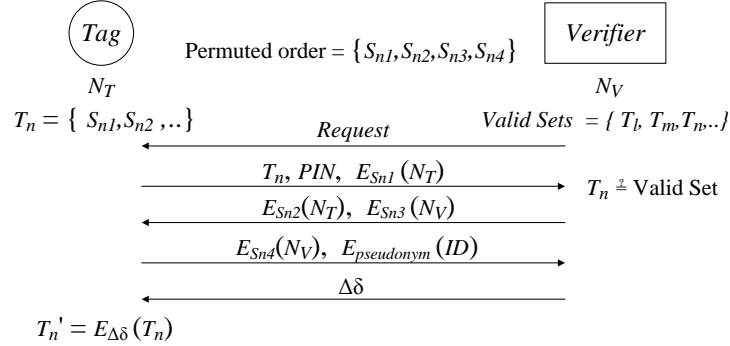 Tag
Permuted order = {Sn1,Sn2,Sn3,Sn4}
Verifier
NT
NV
Tn = { Sn1,Sn2 ,..}
Valid Sets = { Tl, Tm,Tn,..}
Request
Tn, PIN, ESn1(NT)
Tn ≟ Valid Set
ESn2(NT), ESn3(NV)
ESn4(NV), Epseudonym(ID)
Δδ
Tn' = EΔδ(Tn)